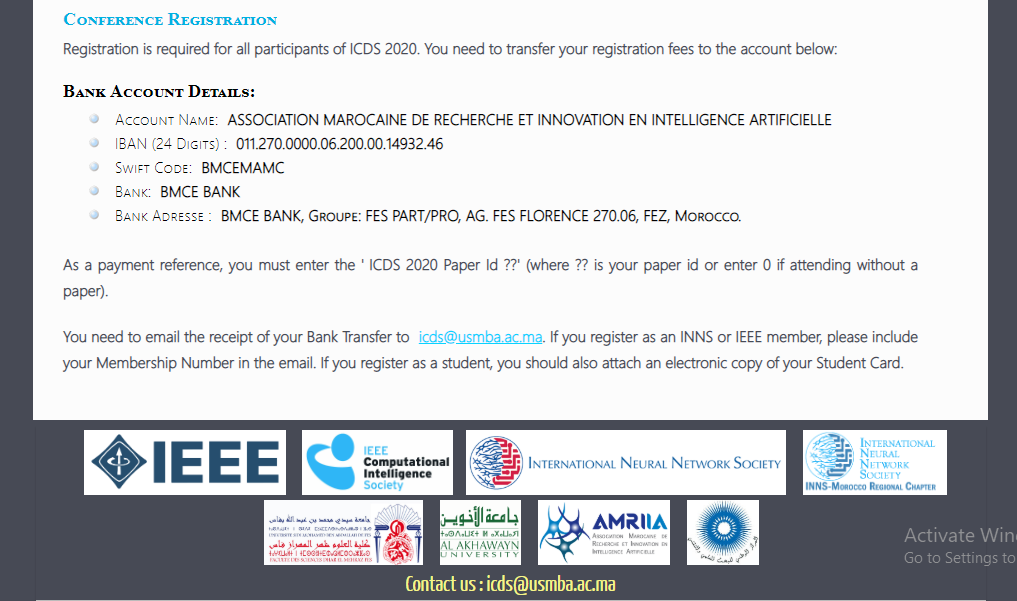 Conference Registration
Registration is required for all participants of ICDS 2020. You need to transfer your registration fees to the account below:
Bank Account Details:
Account Name: ASSOCIATION MAROCAINE DE RECHERCHE ET INNOVATION EN INTELLIGENCE ARTIFICIELLE
IBAN (24 Digits) : 011.270.0000.06.200.00.14932.46
Swift Code: BMCEMAMC
Bank: BMCE BANK
Bank Adresse : BMCE BANK, Groupe: FES PART/PRO, AG. FES FLORENCE 270.06, FEZ, Morocco.
As a payment reference, you must enter the ' ICDS 2020 Paper Id ??' (where ?? is your paper id or enter 0 if attending without a
paper).
You need to email the receipt of your Bank Transfer to icds@usmba.ac.ma. If you register as an INNS or IEEE member, please include
your Membership Number in the email. If you register as a student, you should also attach an electronic copy of your Student Card.
IEEE
IEEE
Computational
Intelligence
Society
International Neural Network Society
International
Neural
Network
Society
INNS-Morocco Regional Chapter
جامعة سيدي محمد بن عبد الله بفاس
كلية العلوم ظهر المهراز فاس
جامعة الأخوين
AL AKHAWAYN
UNIVERSITY
AMRIIA
Association Marocaine de
Recherche et Innovation en
Intelligence Artificielle
Activate Win
Go to Settings to
Contact us : icds@usmba.ac.ma